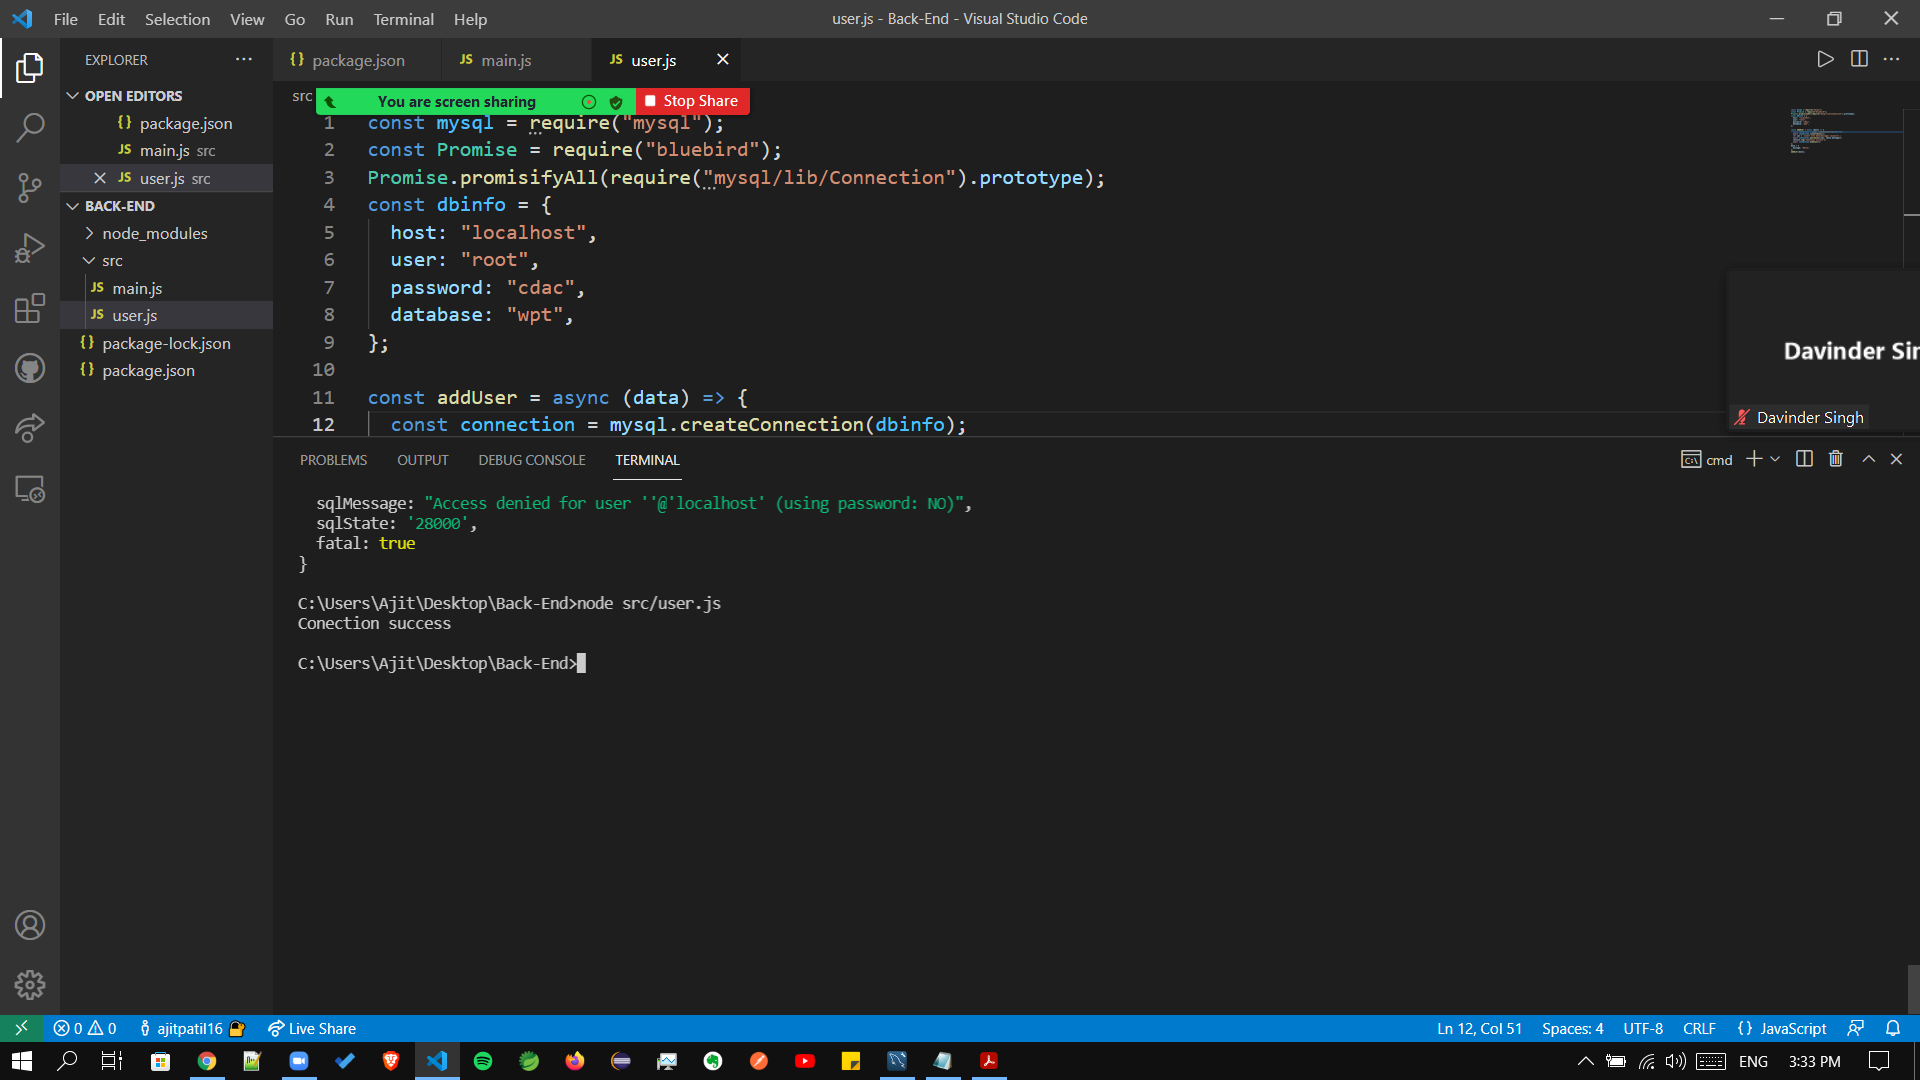 File Edit Selection View Go Run Terminal Help
user.js - Back-End - Visual Studio Code
EXPLORER
OPEN EDITORS
{} package.json
JS main.js src
JS user.js src
BACK-END
node_modules
src
JS main.js
JS user.js
{} package-lock.json
{} package.json
{} package.json
JS main.js
JS user.js
src
You are screen sharing
Stop Share
1 const mysql = require("mysql");
2 const Promise = require("bluebird");
3 Promise.promisifyAll(require("mysql/lib/Connection").prototype);
4 const dbinfo = {
5 host: "localhost",
6 user: "root",
7 password: "cdac",
8 database: "wpt",
9 };
10
11 const addUser = async (data) => {
12 const connection = mysql.createConnection(dbinfo);
Davinder Sin
Davinder Singh
PROBLEMS OUTPUT DEBUG CONSOLE TERMINAL
cmd
sqlMessage: "Access denied for user ''@'localhost' (using password: NO)",
sqlState: '28000',
fatal: true
}
C:\Users\Ajit\Desktop\Back-End>node src/user.js
Conection success
C:\Users\Ajit\Desktop\Back-End>
0 0 ajitpatil16 Live Share
Ln 12, Col 51 Spaces: 4 UTF-8 CRLF {} JavaScript
ENG 3:33 PM